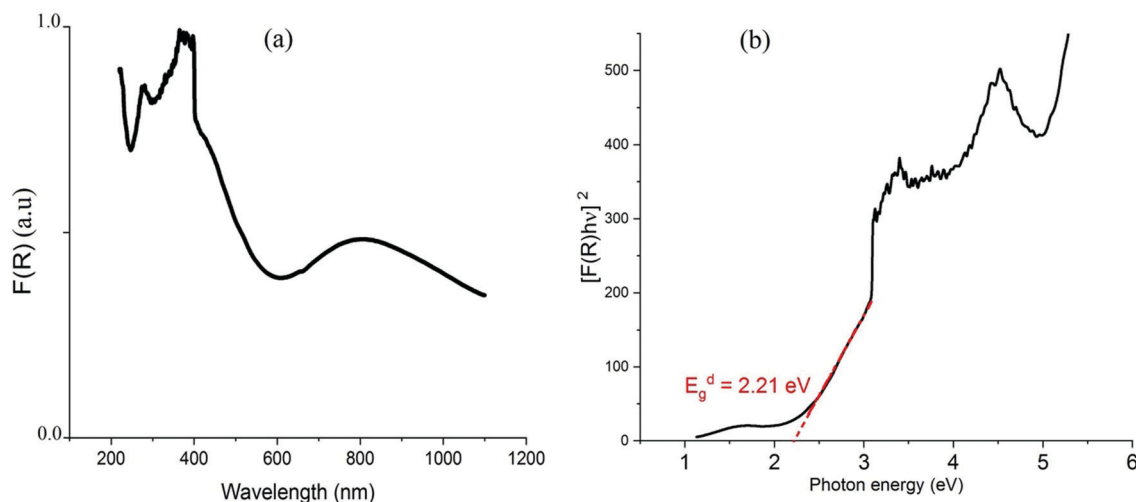 (a)
1.0
0.0
F(R) (a.u)
200 400 600 800 1000 1200
Wavelength (nm)
(b)
500
400
300
200
100
0
[F(R)hν]²
E_g^d = 2.21 eV
1 2 3 4 5 6
Photon energy (eV)